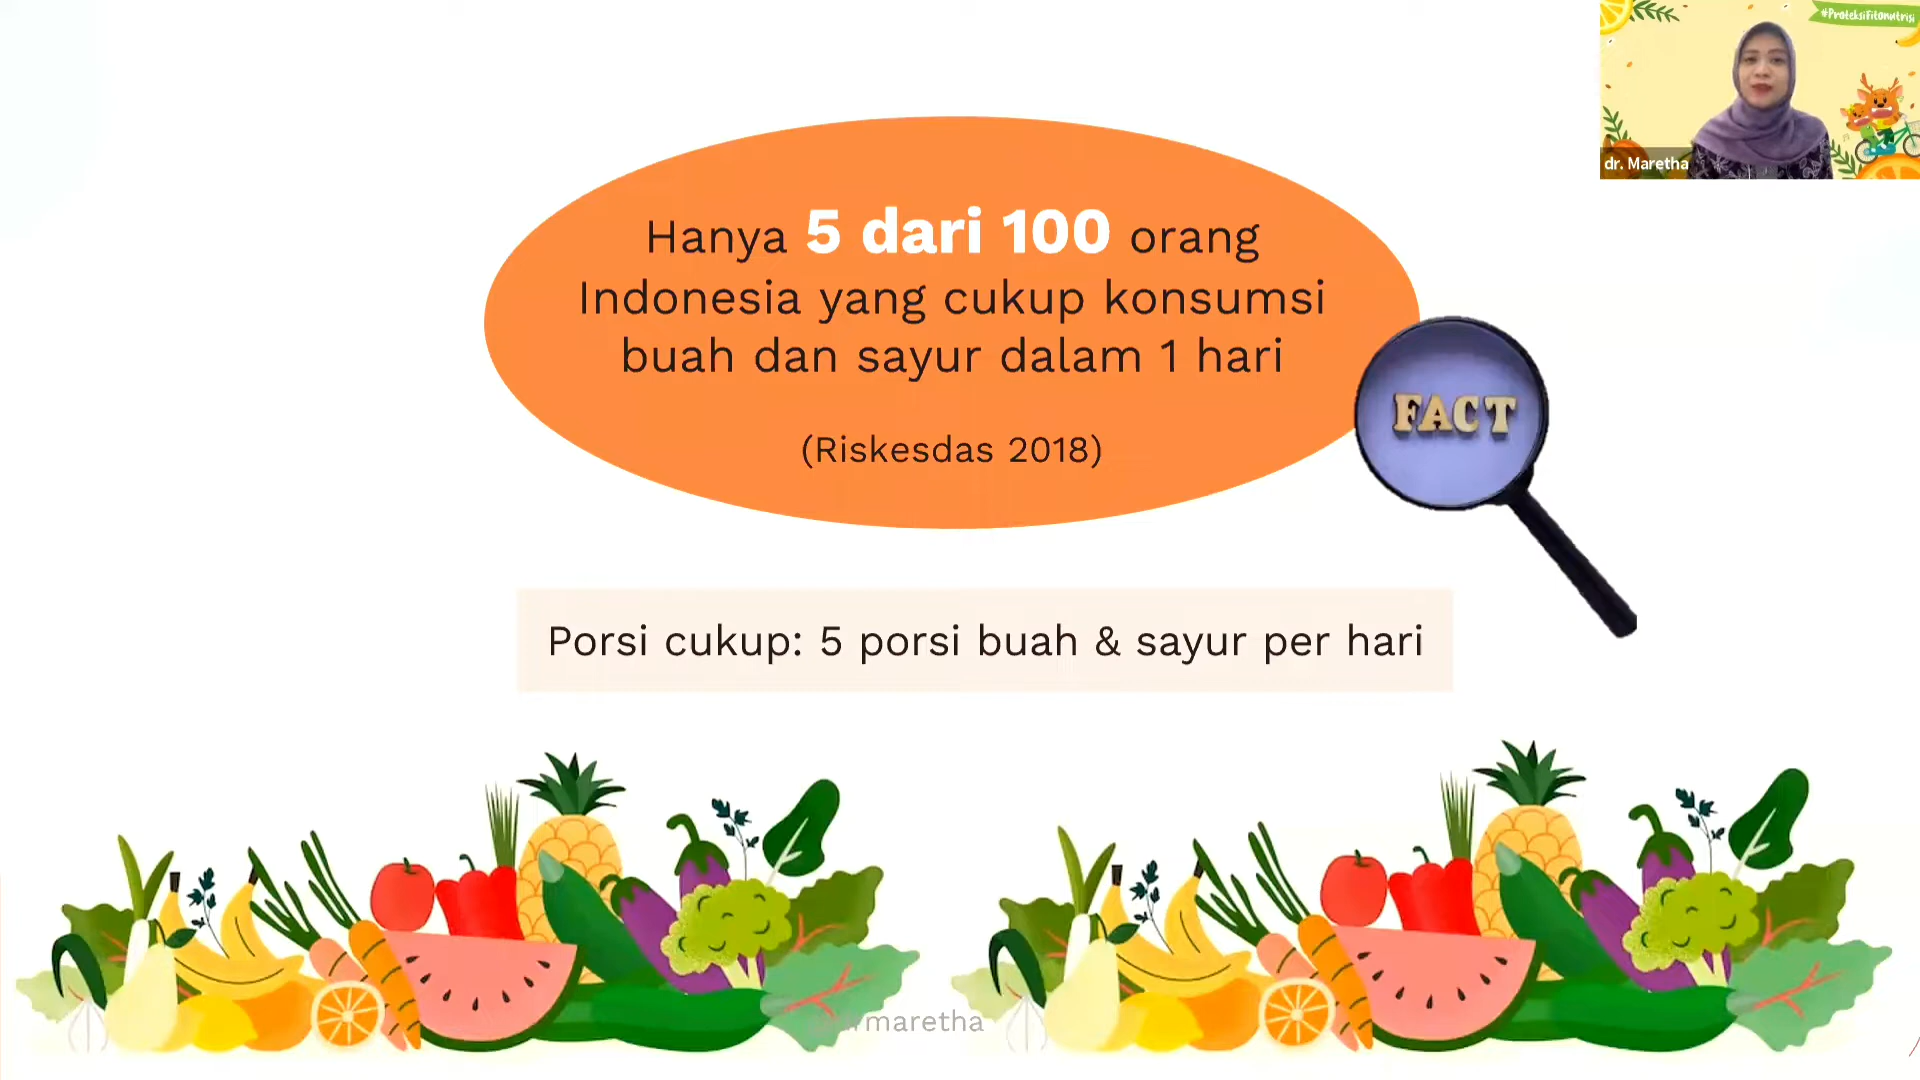 #ProteksiFitonutrisi
dr. Maretha
Hanya 5 dari 100 orang
Indonesia yang cukup konsumsi
buah dan sayur dalam 1 hari
(Riskesdas 2018)
FACT
Porsi cukup: 5 porsi buah & sayur per hari
maretha